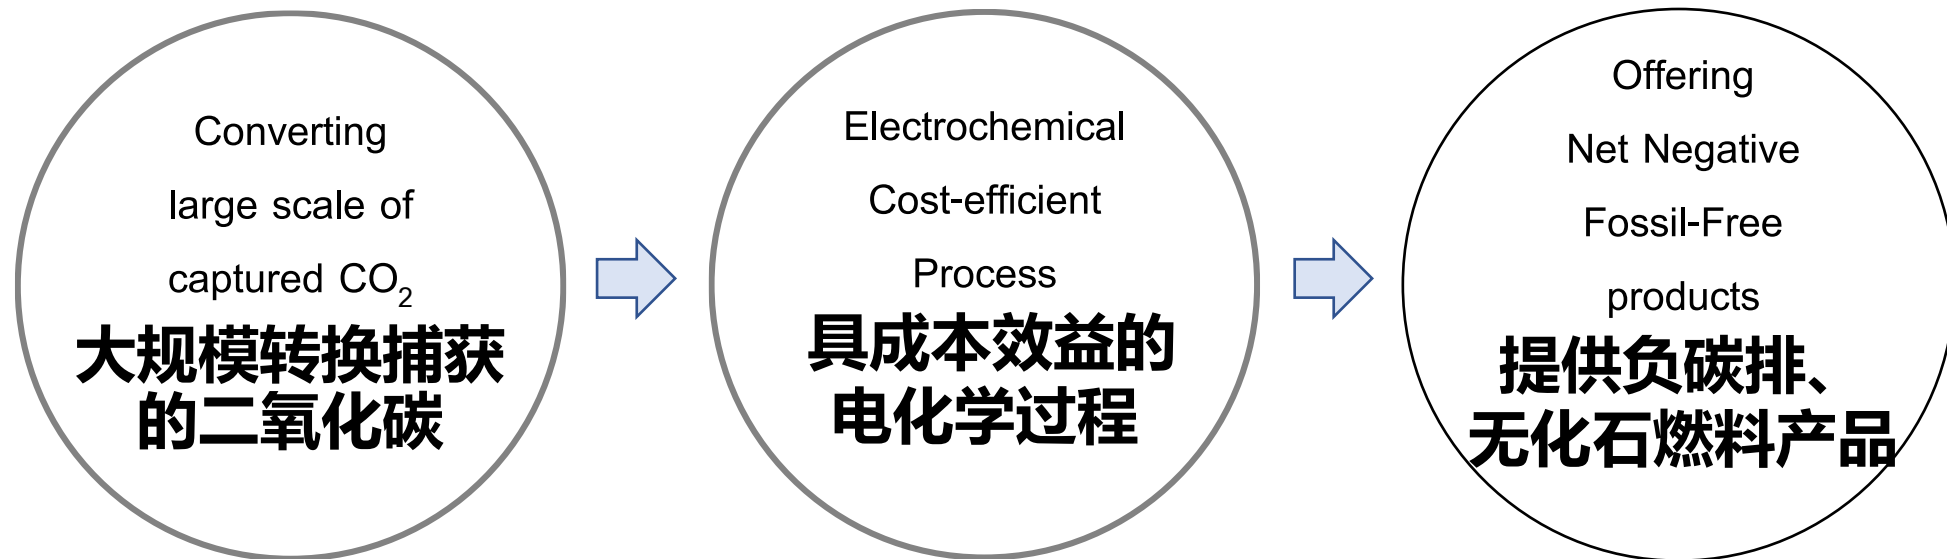 Converting
large scale of
captured CO₂
大规模转换捕获
的二氧化碳
Electrochemical
Cost-efficient
Process
具成本效益的
电化学过程
Offering
Net Negative
Fossil-Free
products
提供负碳排、
无化石燃料产品